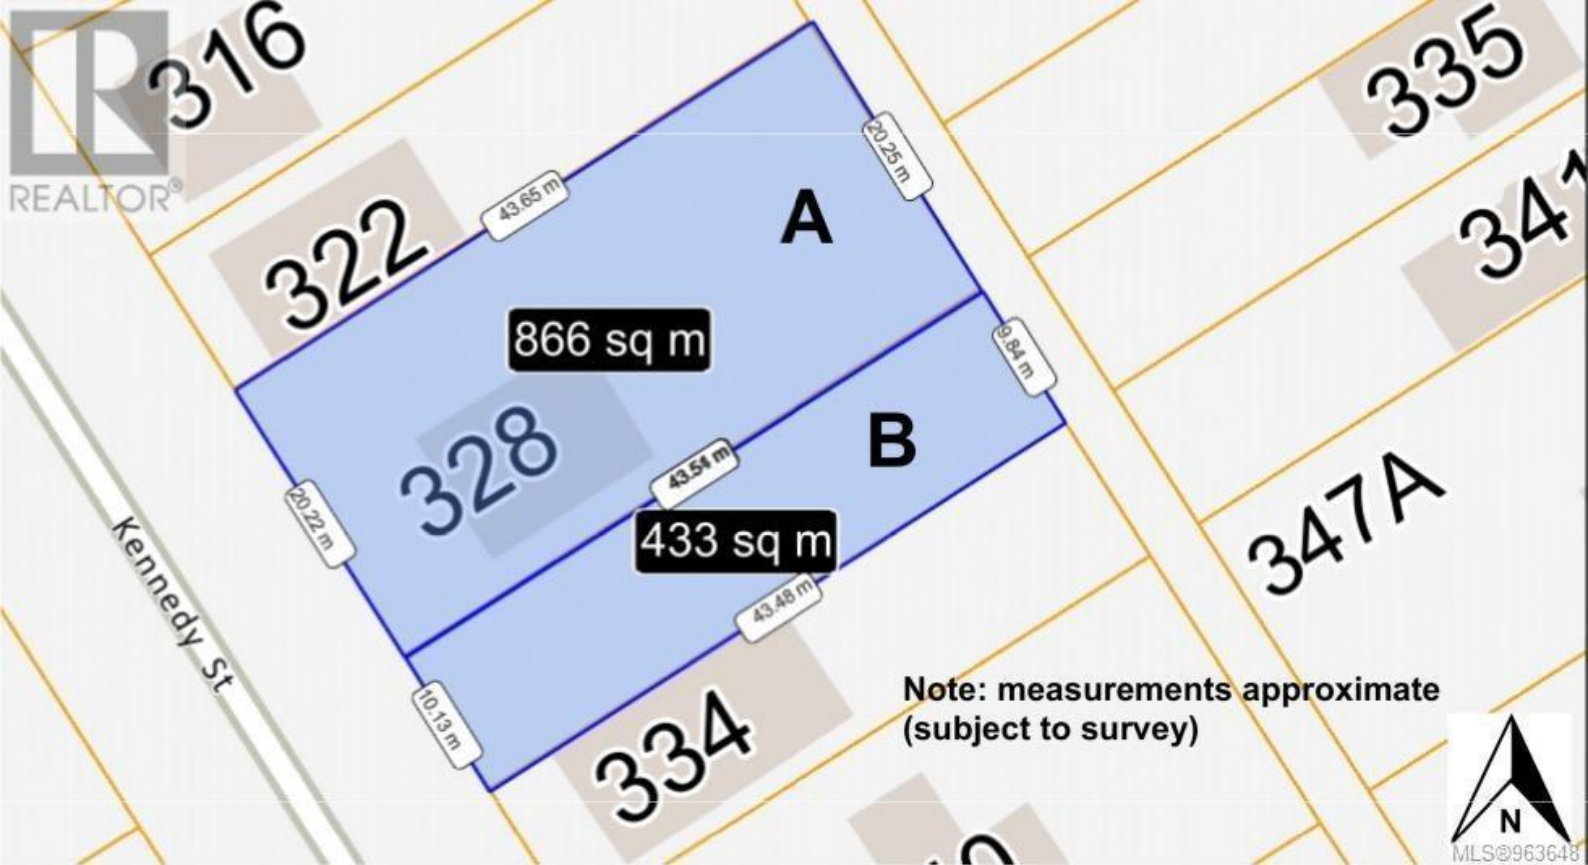 REALTOR®
316
322
335
341
43.65 m
20.25 m
A
866 sq m
328
9.84 m
43.54 m
B
433 sq m
20.22 m
43.48 m
10.13 m
334
347A
Kennedy St
Note: measurements approximate
(subject to survey)
N
MLS®963648